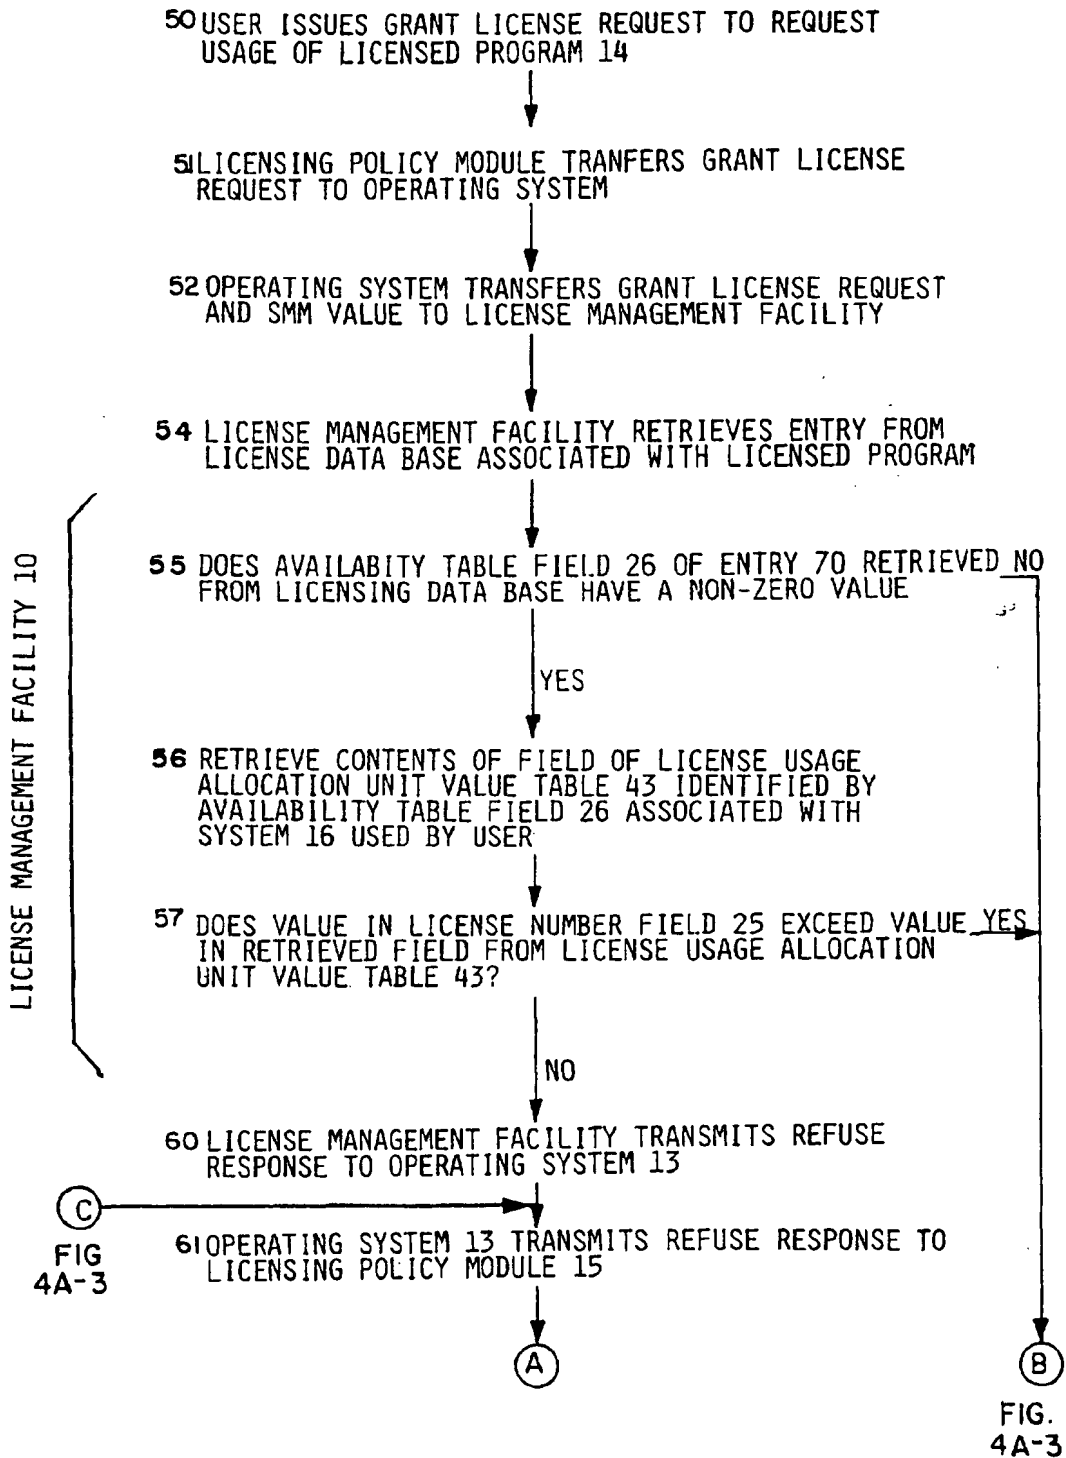 50 USER ISSUES GRANT LICENSE REQUEST TO REQUEST
USAGE OF LICENSED PROGRAM 14
51 LICENSING POLICY MODULE TRANFERS GRANT LICENSE
REQUEST TO OPERATING SYSTEM
52 OPERATING SYSTEM TRANSFERS GRANT LICENSE REQUEST
AND SMM VALUE TO LICENSE MANAGEMENT FACILITY
54 LICENSE MANAGEMENT FACILITY RETRIEVES ENTRY FROM
LICENSE DATA BASE ASSOCIATED WITH LICENSED PROGRAM
LICENSE MANAGEMENT FACILITY 10
55 DOES AVAILABITY TABLE FIELD 26 OF ENTRY 70 RETRIEVED NO
FROM LICENSING DATA BASE HAVE A NON-ZERO VALUE
YES
56 RETRIEVE CONTENTS OF FIELD OF LICENSE USAGE
ALLOCATION UNIT VALUE TABLE 43 IDENTIFIED BY
AVAILABILITY TABLE FIELD 26 ASSOCIATED WITH
SYSTEM 16 USED BY USER
57 DOES VALUE IN LICENSE NUMBER FIELD 25 EXCEED VALUE YES
IN RETRIEVED FIELD FROM LICENSE USAGE ALLOCATION
UNIT VALUE TABLE 43?
NO
60 LICENSE MANAGEMENT FACILITY TRANSMITS REFUSE
RESPONSE TO OPERATING SYSTEM 13
C
FIG
4A-3
61 OPERATING SYSTEM 13 TRANSMITS REFUSE RESPONSE TO
LICENSING POLICY MODULE 15
A
B
FIG.
4A-3